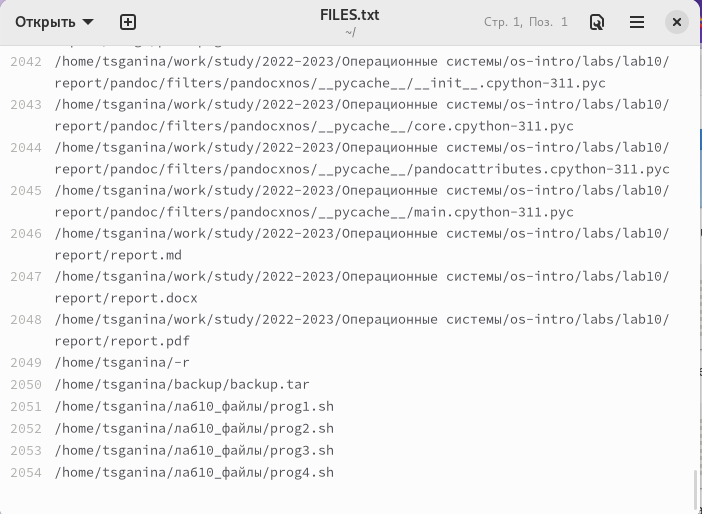 Открыть
FILES.txt
~/
Стр. 1, Поз. 1
2042 /home/tsganina/work/study/2022-2023/Операционные системы/os-intro/labs/lab10/
report/pandoc/filters/pandocxnos/__pycache__/__init__.cpython-311.pyc
2043 /home/tsganina/work/study/2022-2023/Операционные системы/os-intro/labs/lab10/
report/pandoc/filters/pandocxnos/__pycache__/core.cpython-311.pyc
2044 /home/tsganina/work/study/2022-2023/Операционные системы/os-intro/labs/lab10/
report/pandoc/filters/pandocxnos/__pycache__/pandocattributes.cpython-311.pyc
2045 /home/tsganina/work/study/2022-2023/Операционные системы/os-intro/labs/lab10/
report/pandoc/filters/pandocxnos/__pycache__/main.cpython-311.pyc
2046 /home/tsganina/work/study/2022-2023/Операционные системы/os-intro/labs/lab10/
report/report.md
2047 /home/tsganina/work/study/2022-2023/Операционные системы/os-intro/labs/lab10/
report/report.docx
2048 /home/tsganina/work/study/2022-2023/Операционные системы/os-intro/labs/lab10/
report/report.pdf
2049 /home/tsganina/-r
2050 /home/tsganina/backup/backup.tar
2051 /home/tsganina/лаб10_файлы/prog1.sh
2052 /home/tsganina/лаб10_файлы/prog2.sh
2053 /home/tsganina/лаб10_файлы/prog3.sh
2054 /home/tsganina/лаб10_файлы/prog4.sh